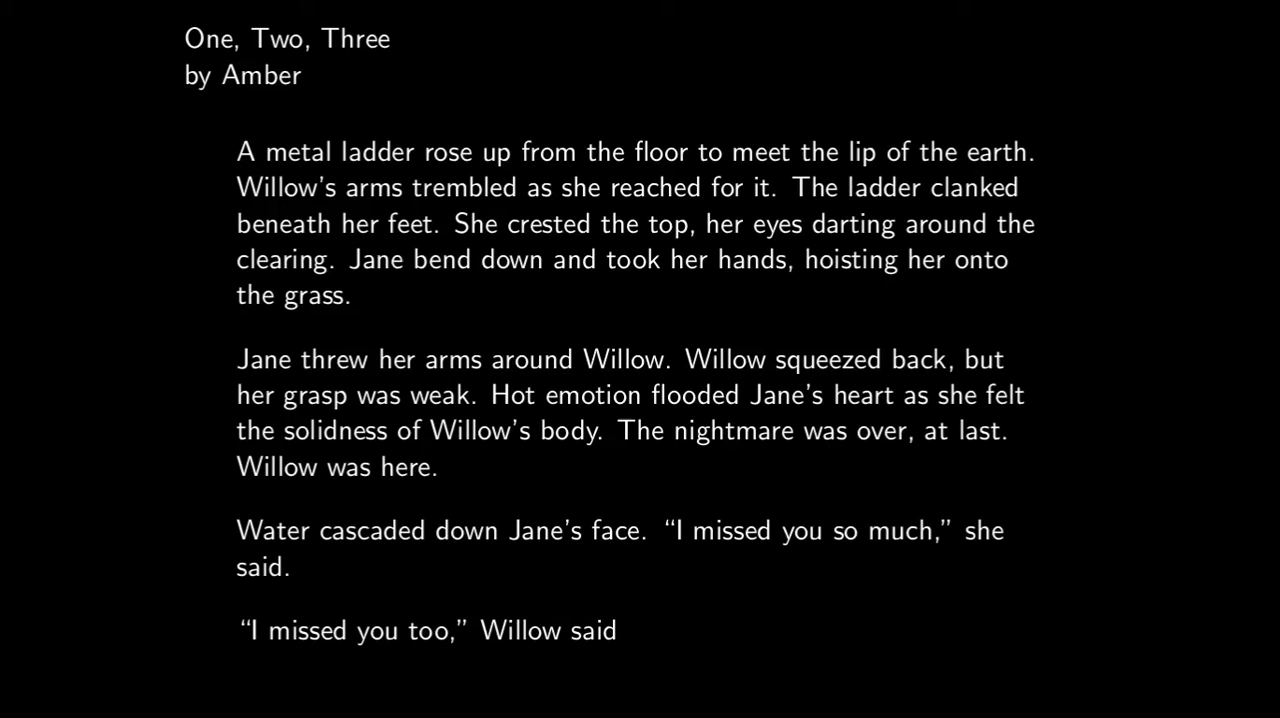 One, Two, Three
by Amber
A metal ladder rose up from the floor to meet the lip of the earth.
Willow's arms trembled as she reached for it. The ladder clanked
beneath her feet. She crested the top, her eyes darting around the
clearing. Jane bend down and took her hands, hoisting her onto
the grass.
Jane threw her arms around Willow. Willow squeezed back, but
her grasp was weak. Hot emotion flooded Jane's heart as she felt
the solidness of Willow's body. The nightmare was over, at last.
Willow was here.
Water cascaded down Jane's face. “I missed you so much,” she
said.
“I missed you too,” Willow said